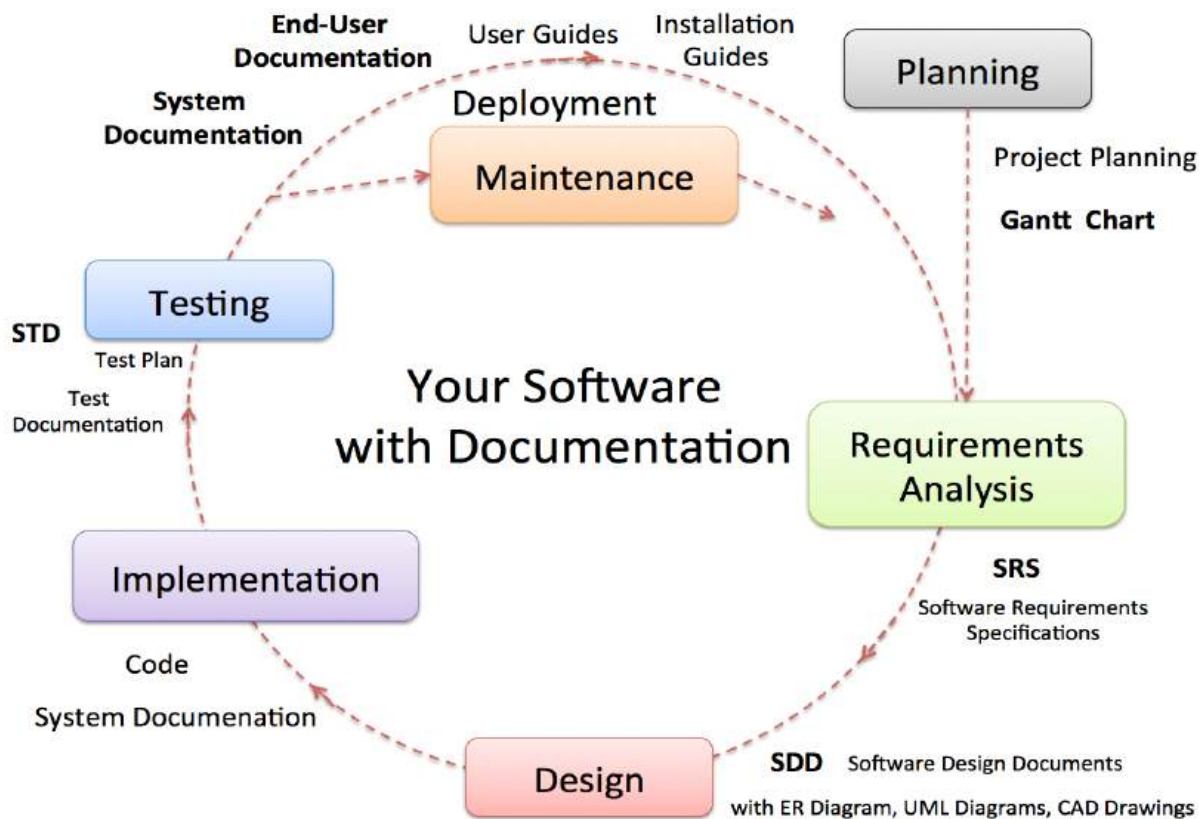 End-User
Documentation
User Guides
Installation
Guides
Planning
System
Documentation
Deployment
Maintenance
Project Planning
Gantt Chart
Testing
STD
Test Plan
Test
Documentation
Your Software
with Documentation
Requirements
Analysis
SRS
Software Requirements
Specifications
Implementation
Code
System Documenation
Design
SDD Software Design Documents
with ER Diagram, UML Diagrams, CAD Drawings